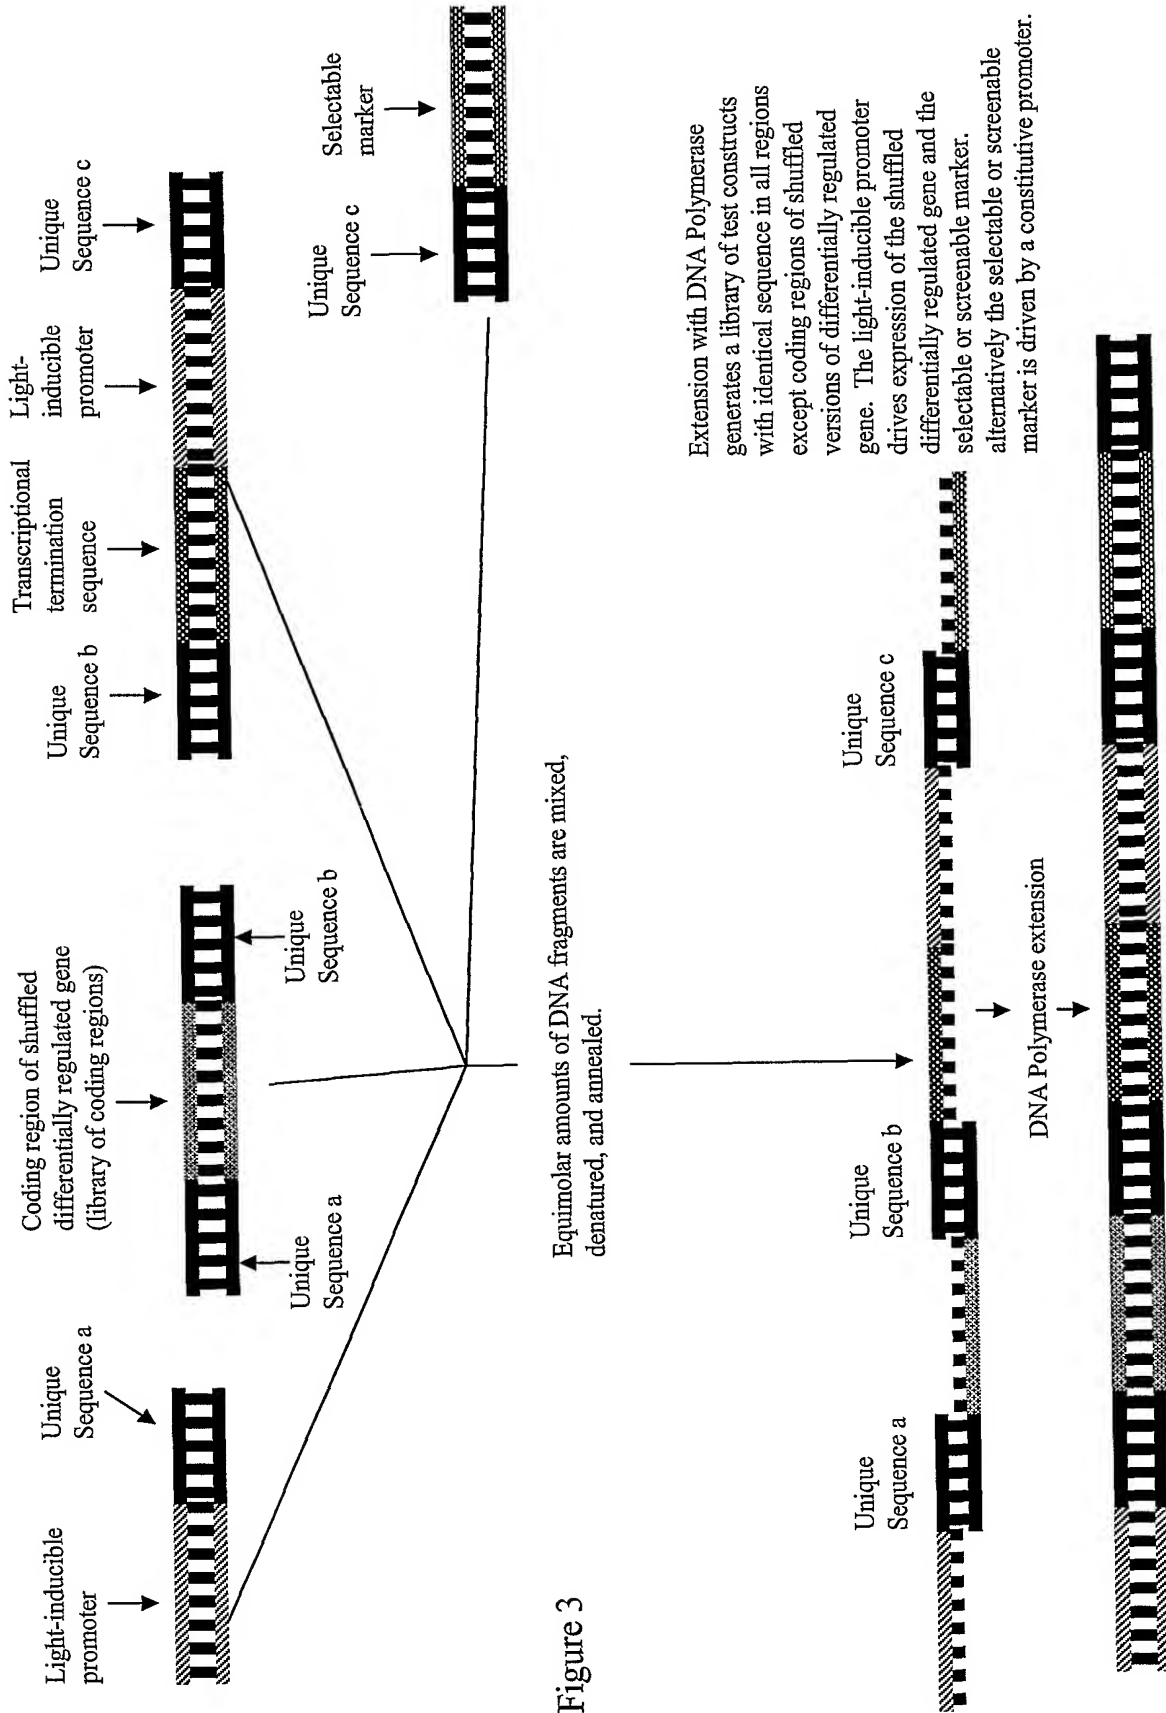 Light-inducible
promoter
Unique
Sequence a
Coding region of shuffled
differentially regulated gene
(library of coding regions)
Unique
Sequence a
Unique
Sequence b
Unique
Sequence b
Transcriptional
termination
sequence
Light-
inducible
promoter
Unique
Sequence c
Unique
Sequence c
Selectable
marker
Figure 3
Equimolar amounts of DNA fragments are mixed,
denatured, and annealed.
Unique
Sequence a
Unique
Sequence b
Unique
Sequence c
DNA Polymerase extension
Extension with DNA Polymerase
generates a library of test constructs
with identical sequence in all regions
except coding regions of shuffled
versions of differentially regulated
gene. The light-inducible promoter
drives expression of the shuffled
differentially regulated gene and the
selectable or screenable marker.
alternatively the selectable or screenable
marker is driven by a constitutive promoter.